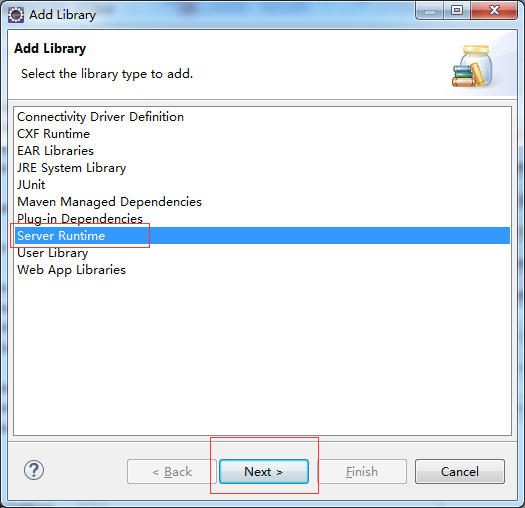 Add Library
Add Library
Select the library type to add.
Connectivity Driver Definition
CXF Runtime
EAR Libraries
JRE System Library
JUnit
Maven Managed Dependencies
Plug-in Dependencies
Server Runtime
User Library
Web App Libraries
? < Back Next > Finish Cancel